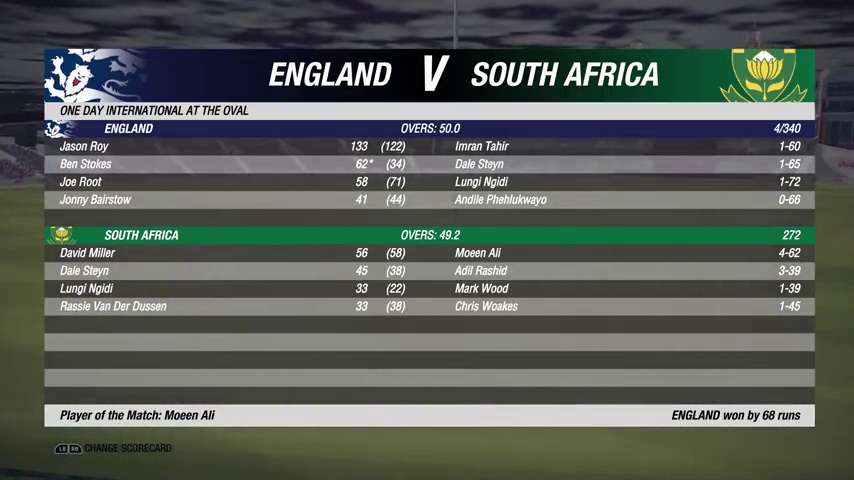 ENGLAND V SOUTH AFRICA
ONE DAY INTERNATIONAL AT THE OVAL
ENGLAND OVERS: 50.0 4/340
Jason Roy 133 (122) Imran Tahir 1-60
Ben Stokes 62* (34) Dale Steyn 1-65
Joe Root 58 (71) Lungi Ngidi 1-72
Jonny Bairstow 41 (44) Andile Phehlukwayo 0-66
SOUTH AFRICA OVERS: 49.2 272
David Miller 56 (58) Moeen Ali 4-62
Dale Steyn 45 (38) Adil Rashid 3-39
Lungi Ngidi 33 (22) Mark Wood 1-39
Rassie Van Der Dussen 33 (38) Chris Woakes 1-45
Player of the Match: Moeen Ali ENGLAND won by 68 runs
LB RB CHANGE SCORECARD